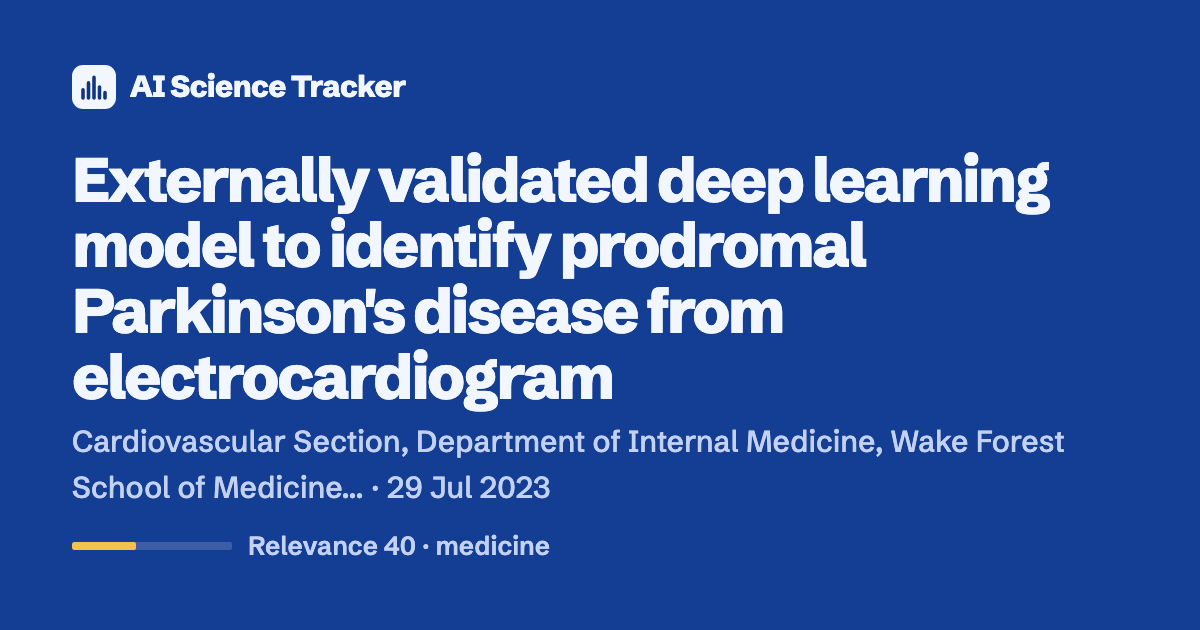 AI Science Tracker
Externally validated deep learning
model to identify prodromal
Parkinson's disease from
electrocardiogram
Cardiovascular Section, Department of Internal Medicine, Wake Forest
School of Medicine... · 29 Jul 2023
Relevance 40 · medicine